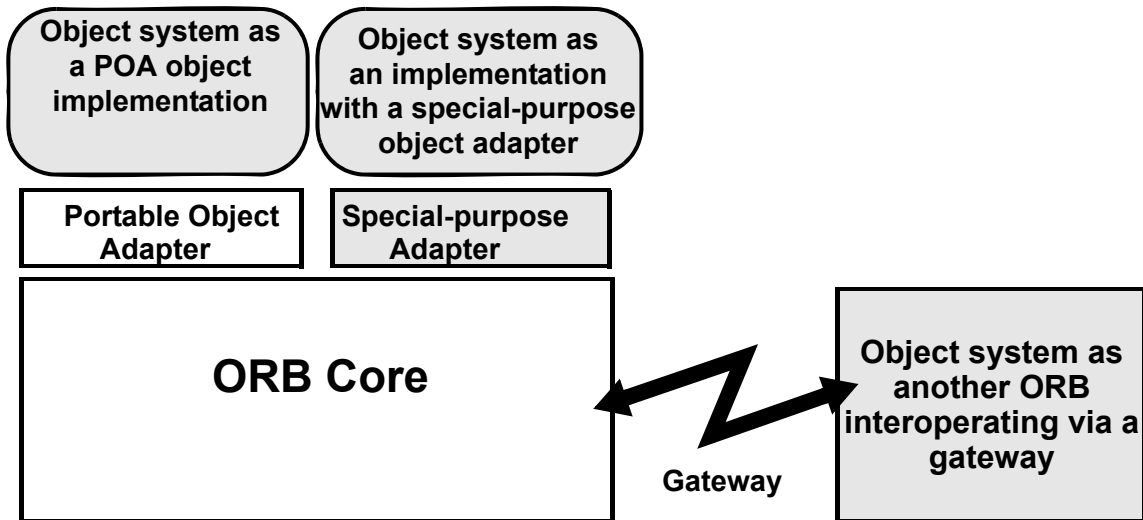 Object system as
a POA object
implementation
Object system as
an implementation
with a special-purpose
object adapter
Portable Object
Adapter
Special-purpose
Adapter
ORB Core
Gateway
Object system as
another ORB
interoperating via a
gateway